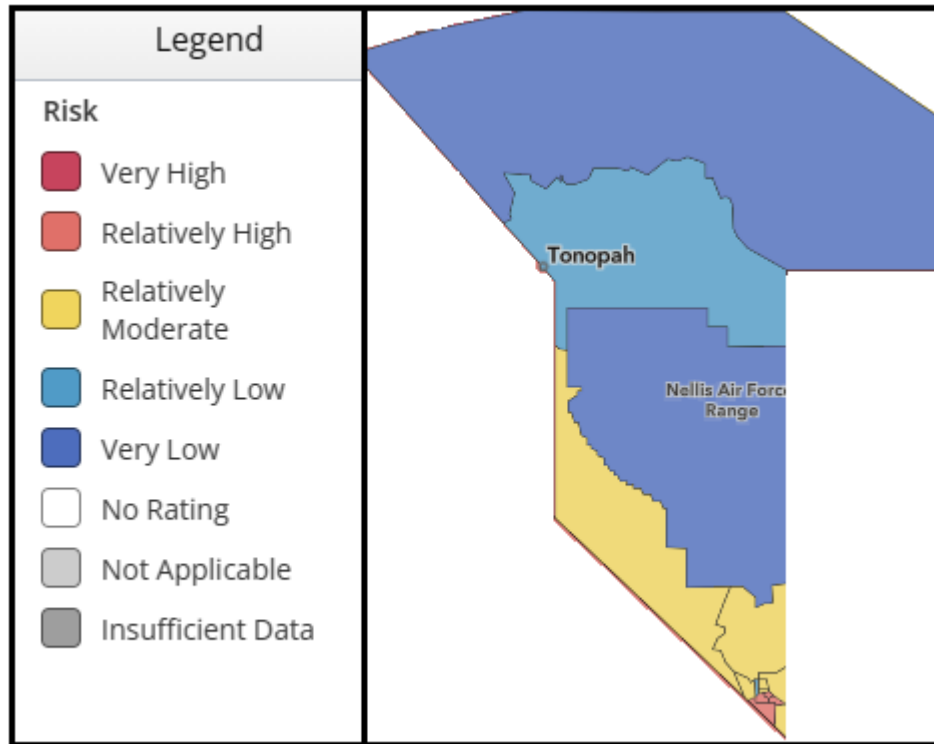 Legend
Risk
Very High
Relatively High
Relatively
Moderate
Relatively Low
Very Low
No Rating
Not Applicable
Insufficient Data
Tonopah
Nellis Air Force
Range